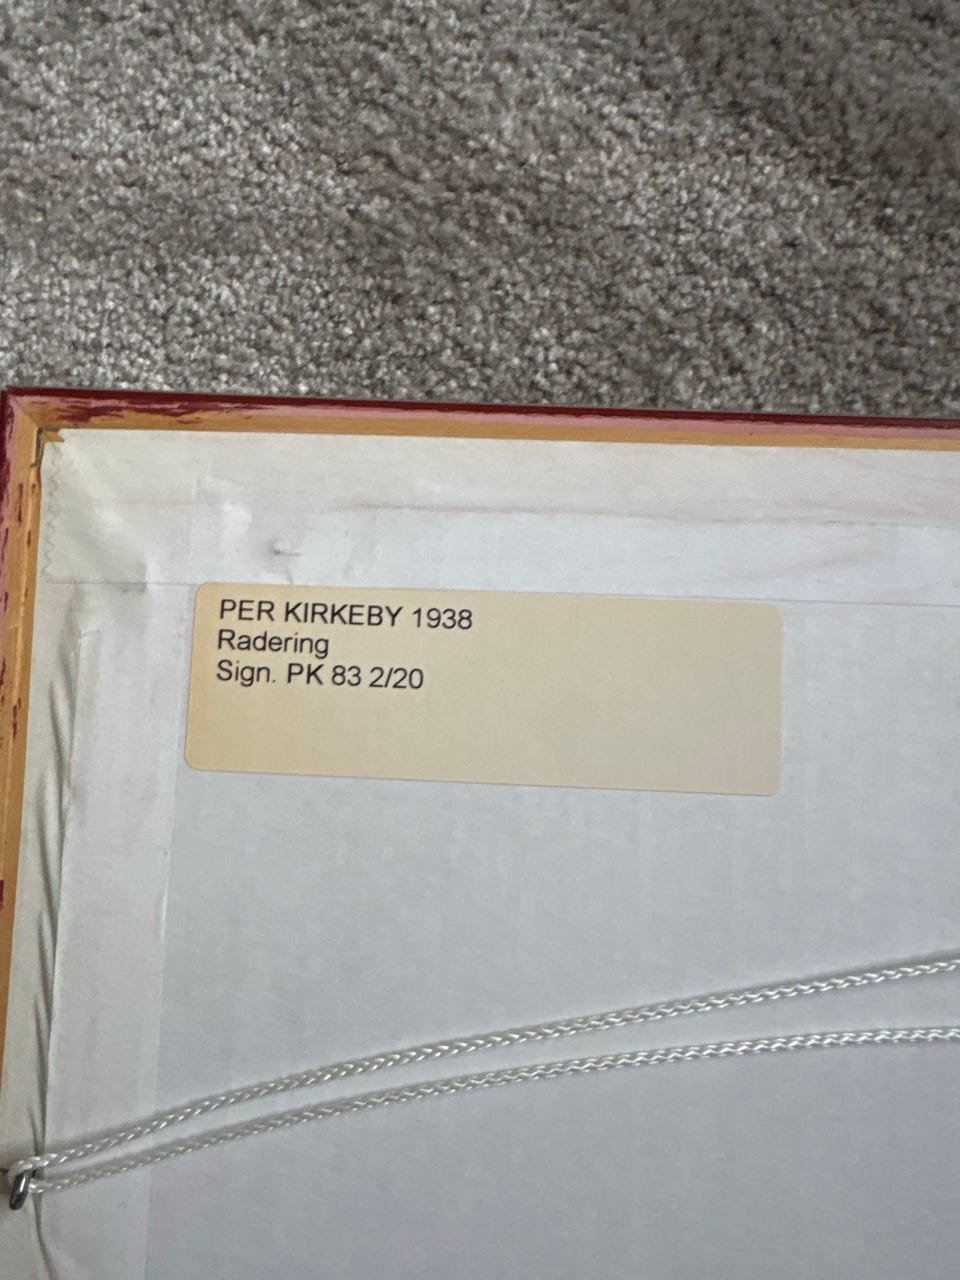 PER KIRKEBY 1938
Radering
Sign. PK 83 2/20